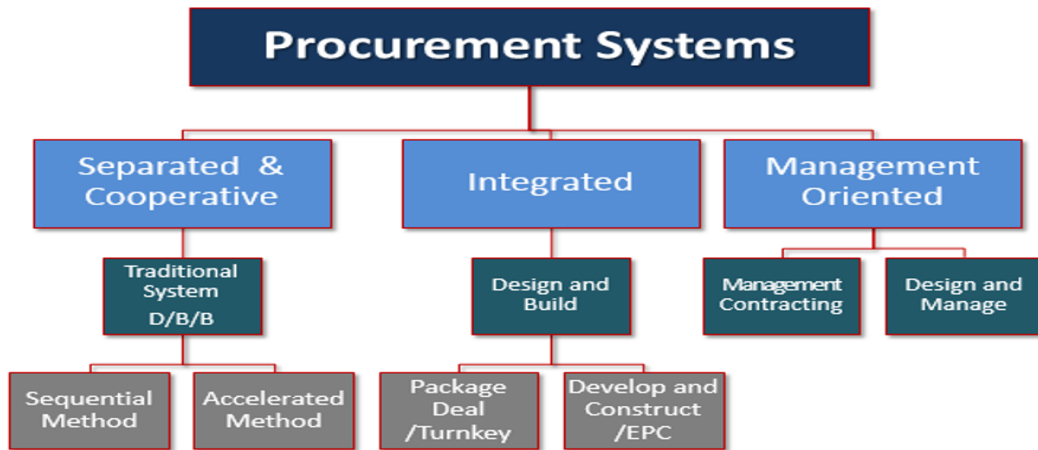 Procurement Systems
Separated &
Cooperative
Integrated
Management
Oriented
Traditional
System
D/B/B
Design and
Build
Management
Contracting
Design and
Manage
Sequential
Method
Accelerated
Method
Package
Deal
/Turnkey
Develop and
Construct
/EPC